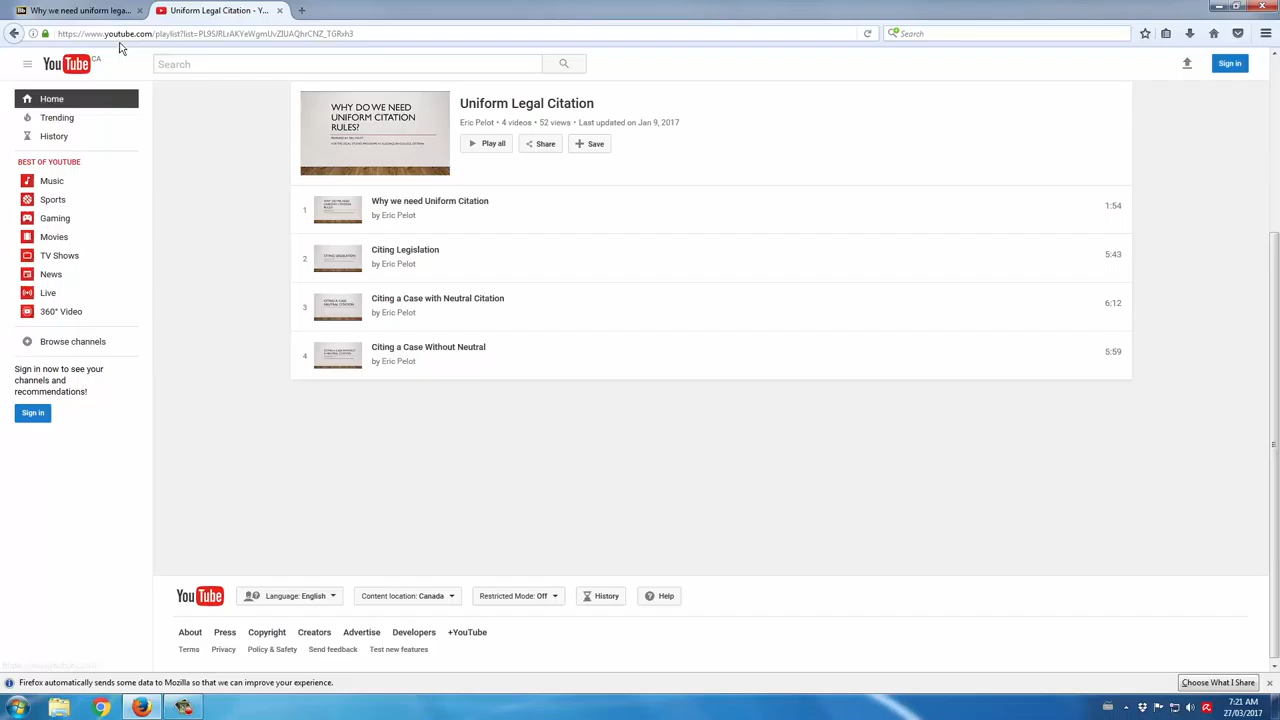 Why we need uniform lega...
Uniform Legal Citation - Y...
https://www.youtube.com/playlist?list=PL9SJRLrAKYeWgmUvZIUAQhrCNZ_TGRxh3
Search
YouTube CA
Search
Sign in
Home
Trending
History
BEST OF YOUTUBE
Music
Sports
Gaming
Movies
TV Shows
News
Live
360° Video
Browse channels
Sign in now to see your
channels and
recommendations!
Sign in
WHY DO WE NEED
UNIFORM CITATION
RULES?
Uniform Legal Citation
Eric Pelot • 4 videos • 52 views • Last updated on Jan 9, 2017
Play all
Share
Save
1
Why we need Uniform Citation
by Eric Pelot
1:54
2
CITING LEGISLATION
Citing Legislation
by Eric Pelot
5:43
3
Citing a Case with Neutral Citation
by Eric Pelot
6:12
4
Citing a Case Without Neutral
by Eric Pelot
5:59
YouTube
Language: English
Content location: Canada
Restricted Mode: Off
History
Help
About Press Copyright Creators Advertise Developers +YouTube
Terms Privacy Policy & Safety Send feedback Test new features
Firefox automatically sends some data to Mozilla so that we can improve your experience.
Choose What I Share
7:21 AM
27/03/2017